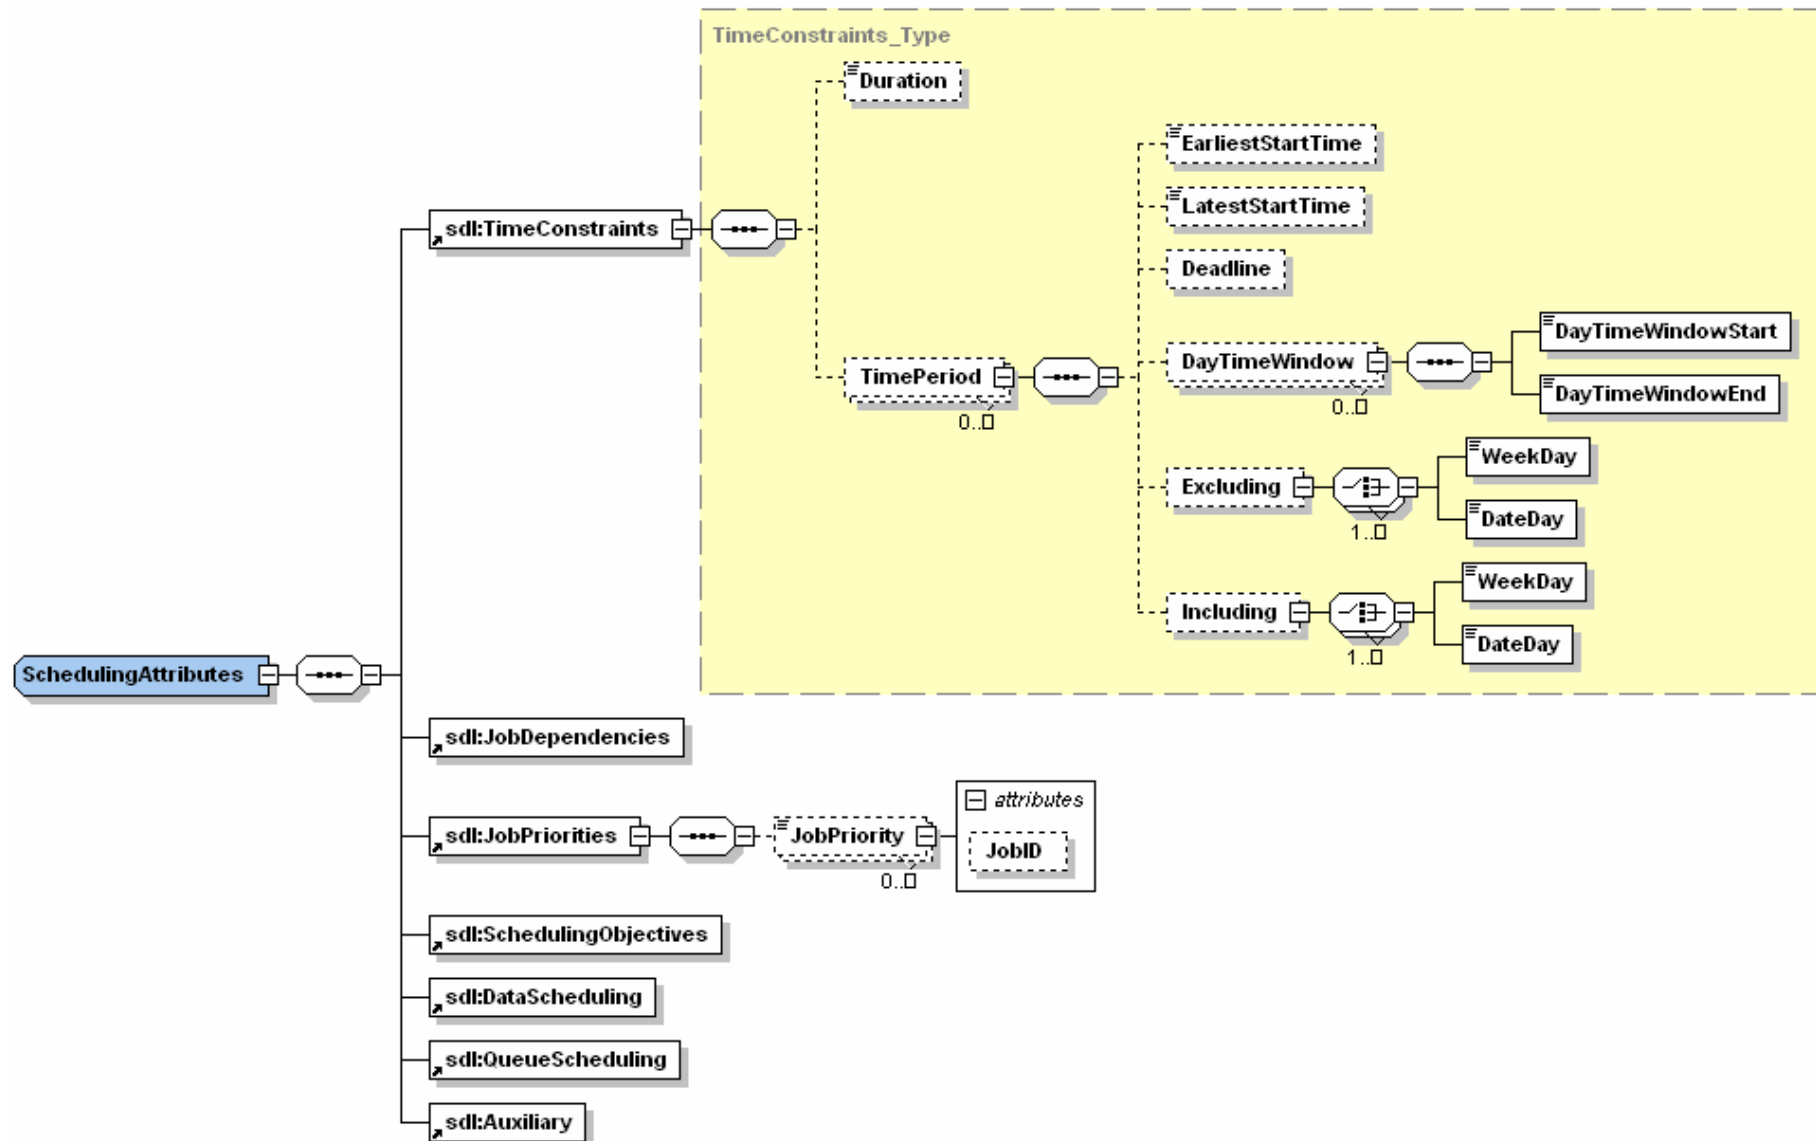 TimeConstraints_Type
Duration
EarliestStartTime
LatestStartTime
sdl:TimeConstraints
Deadline
DayTimeWindowStart
DayTimeWindow
TimePeriod
DayTimeWindowEnd
0..▯
0..▯
WeekDay
Excluding
DateDay
1..▯
WeekDay
Including
DateDay
1..▯
SchedulingAttributes
sdl:JobDependencies
attributes
sdl:JobPriorities
JobPriority
JobID
0..▯
sdl:SchedulingObjectives
sdl:DataScheduling
sdl:QueueScheduling
sdl:Auxiliary